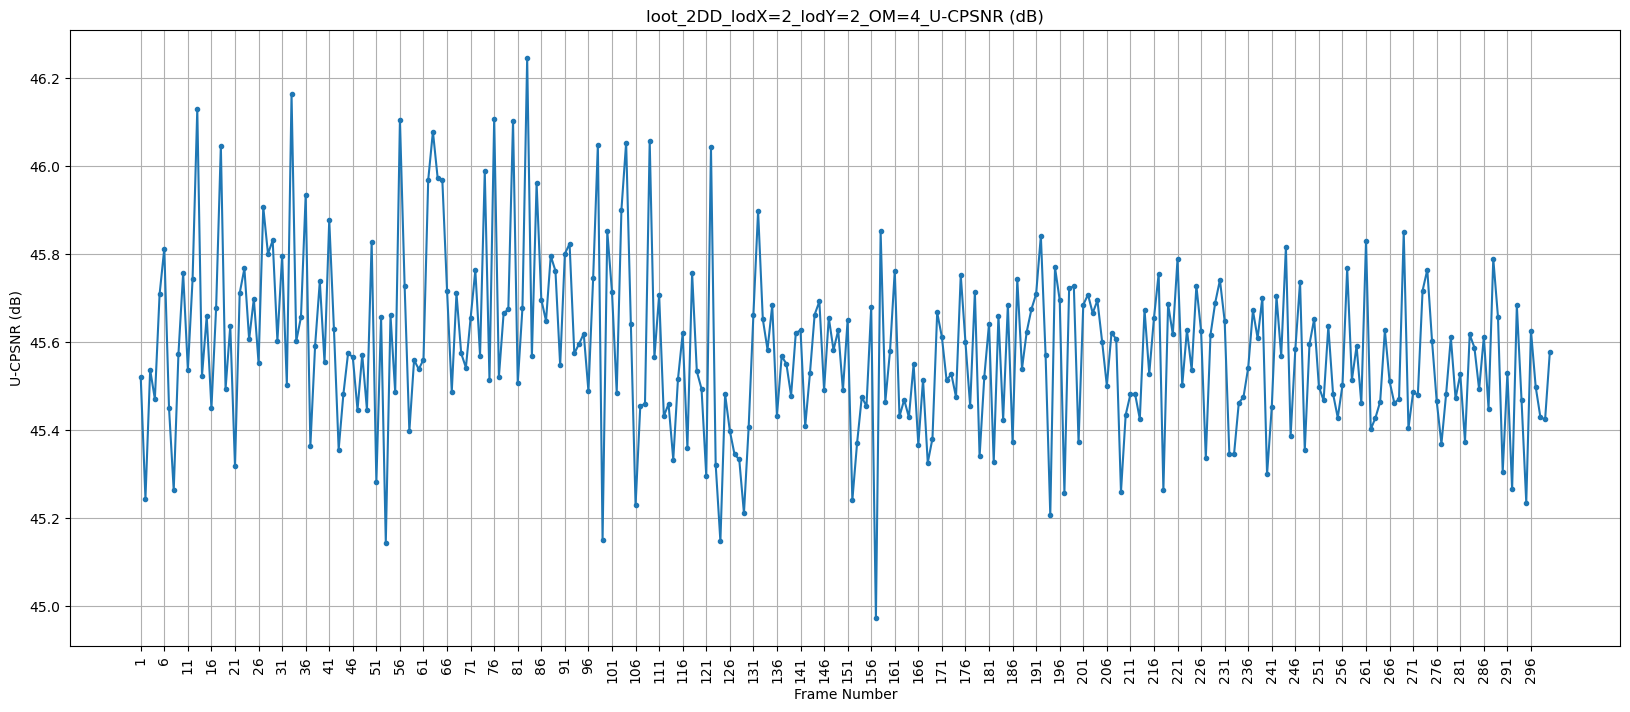 loot_2DD_lodX=2_lodY=2_OM=4_U-CPSNR (dB)
U-CPSNR (dB)
46.2
46.0
45.8
45.6
45.4
45.2
45.0
1 6 11 16 21 26 31 36 41 46 51 56 61 66 71 76 81 86 91 96 101 106 111 116 121 126 131 136 141 146 151 156 161 166 171 176 181 186 191 196 201 206 211 216 221 226 231 236 241 246 251 256 261 266 271 276 281 286 291 296
Frame Number